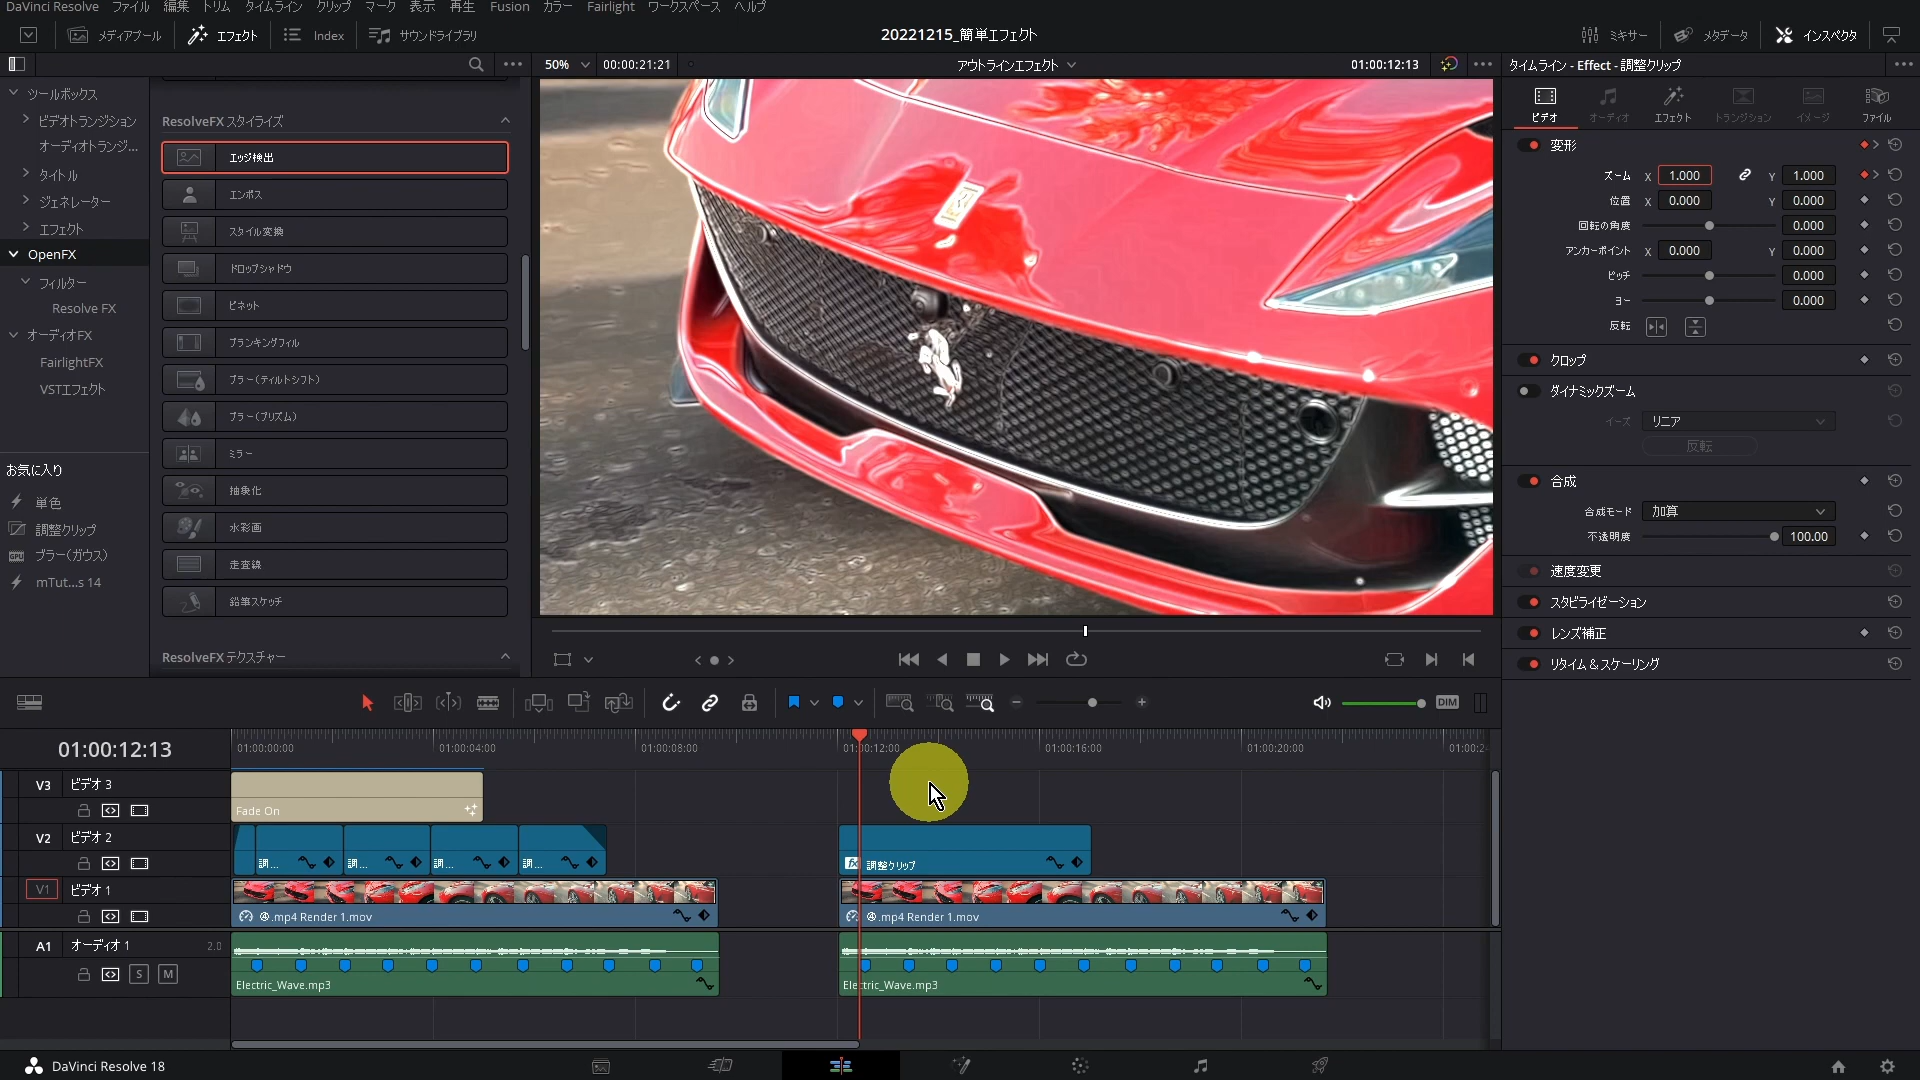 DaVinci Resolve ファイル 編集 トリム タイムライン クリップ マーク 表示 再生 Fusion カラー Fairlight ワークスペース ヘルプ
メディアプール エフェクト Index サウンドライブラリ 20221215_簡単エフェクト ミキサー メタデータ インスペクタ
50% 00:00:21:21 アウトラインエフェクト 01:00:12:13 タイムライン - Effect - 調整クリップ
ツールボックス
ビデオトランジション
オーディオトランジ...
タイトル
ジェネレーター
エフェクト
OpenFX
フィルター
Resolve FX
オーディオFX
FairlightFX
VSTエフェクト
お気に入り
単色
調整クリップ
ブラー(ガウス)
mTut...s 14
ResolveFX スタイライズ
エッジ検出
エンボス
スタイル変換
ドロップシャドウ
ビネット
ブランキングフィル
ブラー(ティルトシフト)
ブラー(プリズム)
ミラー
抽象化
水彩画
走査線
鉛筆スケッチ
ResolveFX テクスチャー
ビデオ オーディオ エフェクト トランジション イメージ ファイル
変形
ズーム X 1.000 Y 1.000
位置 X 0.000 Y 0.000
回転の角度 0.000
アンカーポイント X 0.000 Y 0.000
ピッチ 0.000
ヨー 0.000
反転
クロップ
ダイナミックズーム
イーズ リニア
反転
合成
合成モード 加算
不透明度 100.00
速度変更
スタビライゼーション
レンズ補正
リタイム&スケーリング
DIM
01:00:12:13 01:00:00:00 01:00:04:00 01:00:08:00 01:00:12:00 01:00:16:00 01:00:20:00 01:00:2
V3 ビデオ 3
Fade On
V2 ビデオ 2
調... 調... 調... 調... fx 調整クリップ
V1 ビデオ 1
④.mp4 Render 1.mov ④.mp4 Render 1.mov
A1 オーディオ 1 2.0
S M
Electric_Wave.mp3 Electric_Wave.mp3
DaVinci Resolve 18